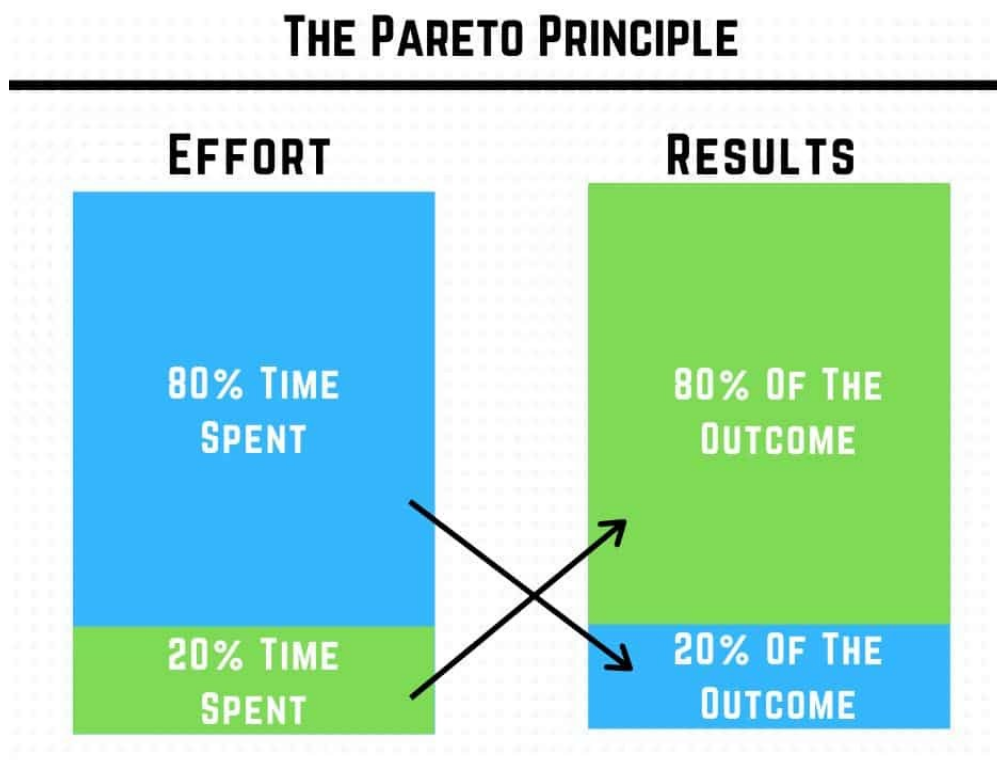 THE PARETO PRINCIPLE
EFFORT
RESULTS
80% TIME
SPENT
80% OF THE
OUTCOME
20% TIME
SPENT
20% OF THE
OUTCOME